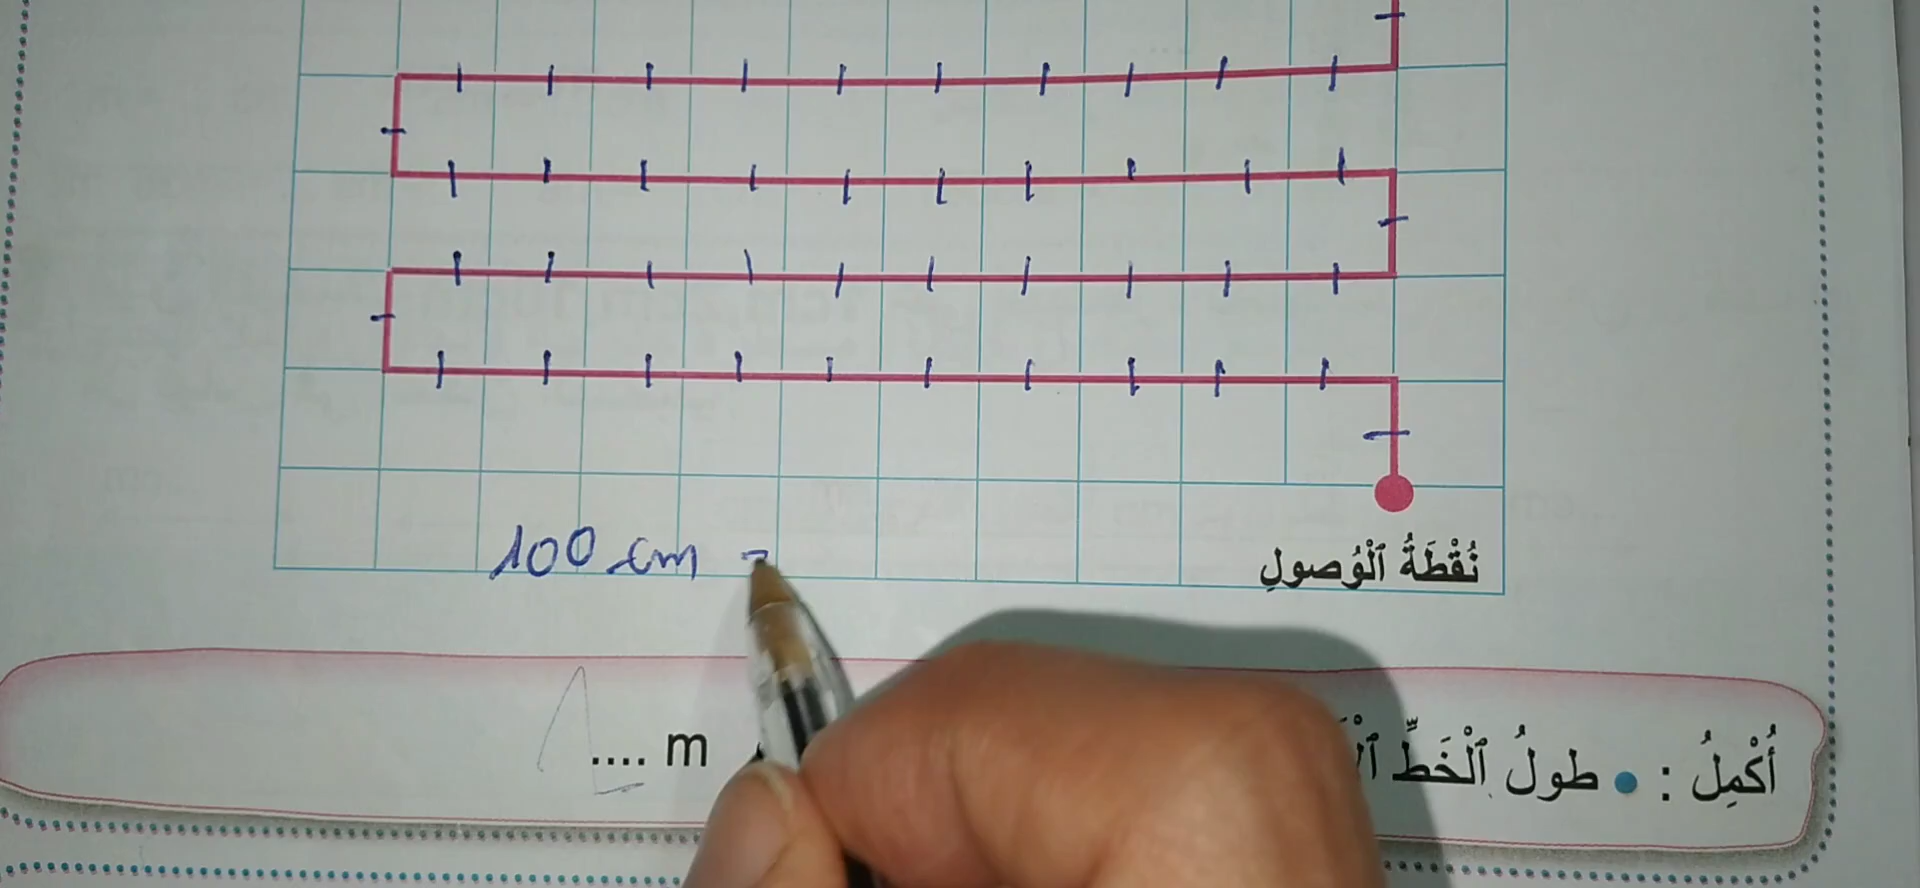 100 cm =
نُقْطَةُ ٱلْوُصولِ
أُكْمِلُ : • طولُ ٱلْخَطِّ
.... m